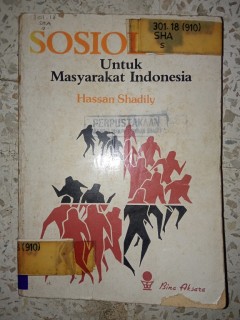 301.18 (910)
SHA
s
SOSIOL
Untuk
Masyarakat Indonesia
Hassan Shadily
PERPUSTAKAAN
(910)
Bina Aksara